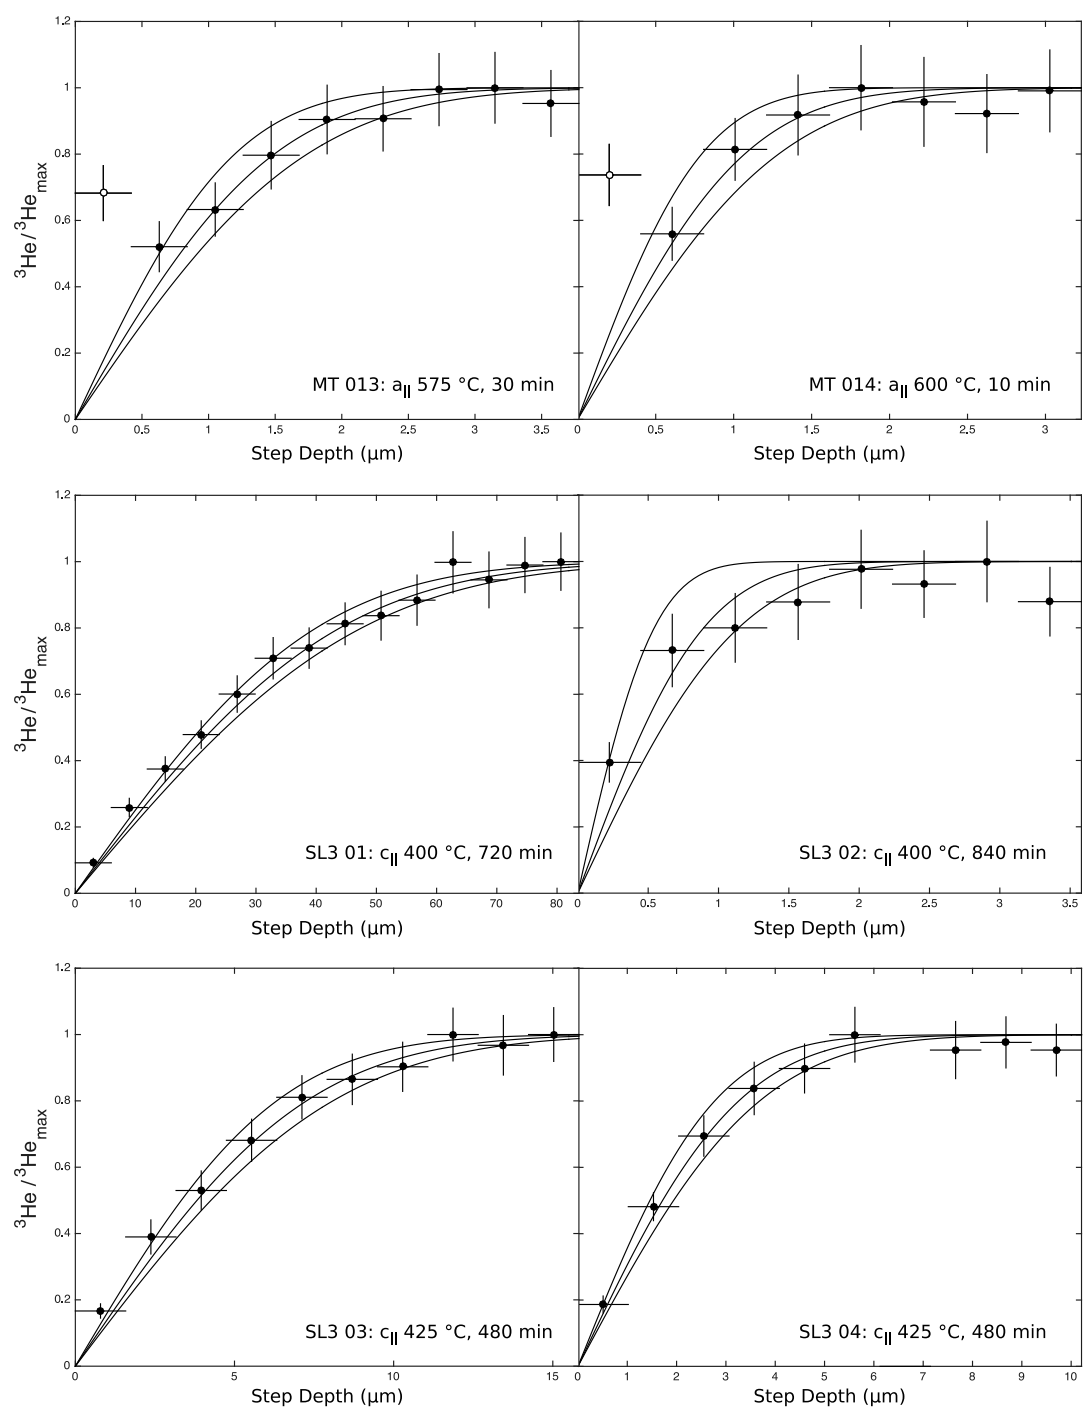 1.2
1
0.8
0.6
0.4
0.2
0
³He / ³Heₘₐₓ
MT 013: a|| 575 °C, 30 min
MT 014: a|| 600 °C, 10 min
0 0.5 1 1.5 2 2.5 3 3.5
0 0.5 1 1.5 2 2.5 3
Step Depth (μm)
Step Depth (μm)
1.2
1
0.8
0.6
0.4
0.2
0
³He / ³Heₘₐₓ
SL3 01: c|| 400 °C, 720 min
SL3 02: c|| 400 °C, 840 min
0 10 20 30 40 50 60 70 80
0 0.5 1 1.5 2 2.5 3 3.5
Step Depth (μm)
Step Depth (μm)
1.2
1
0.8
0.6
0.4
0.2
0
³He / ³Heₘₐₓ
SL3 03: c|| 425 °C, 480 min
SL3 04: c|| 425 °C, 480 min
0 5 10 15
0 1 2 3 4 5 6 7 8 9 10
Step Depth (μm)
Step Depth (μm)